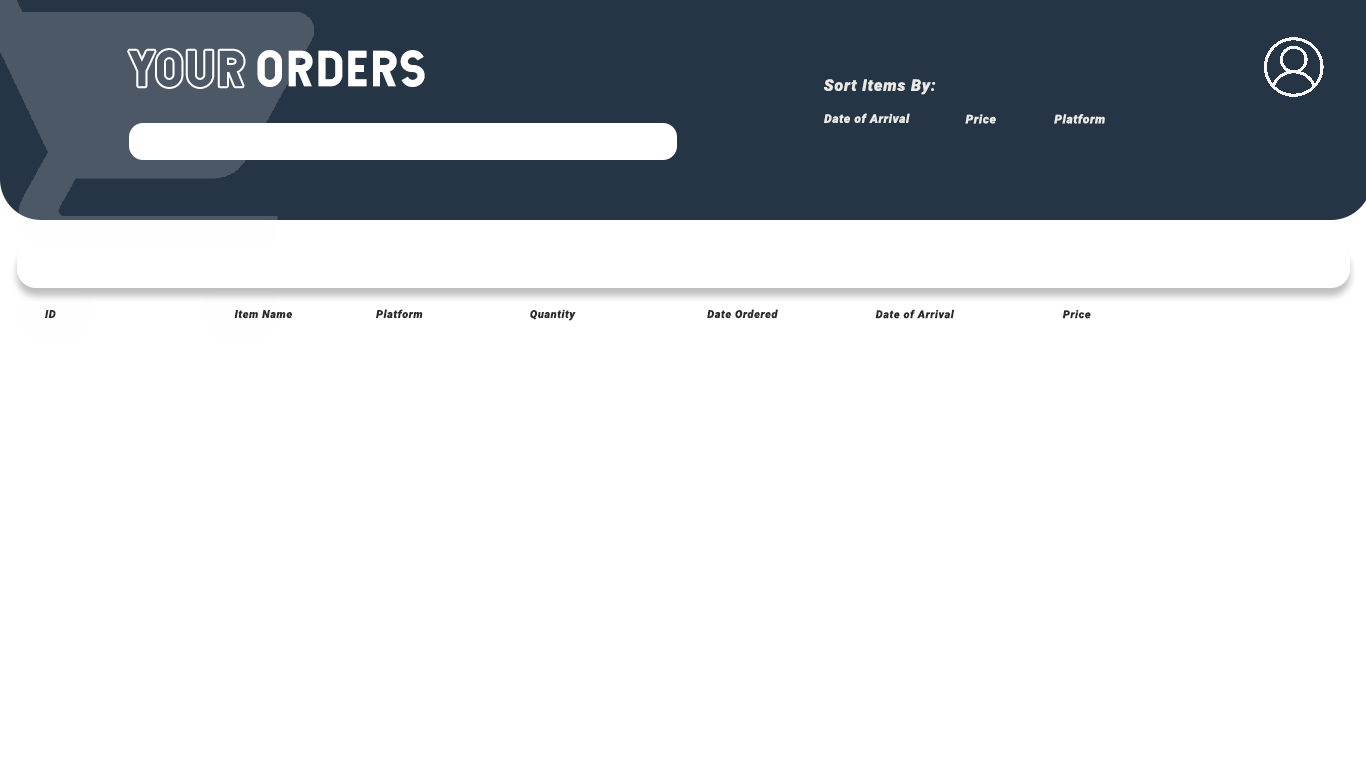 YOUR ORDERS
Sort Items By:
Date of Arrival Price Platform
ID Item Name Platform Quantity Date Ordered Date of Arrival Price